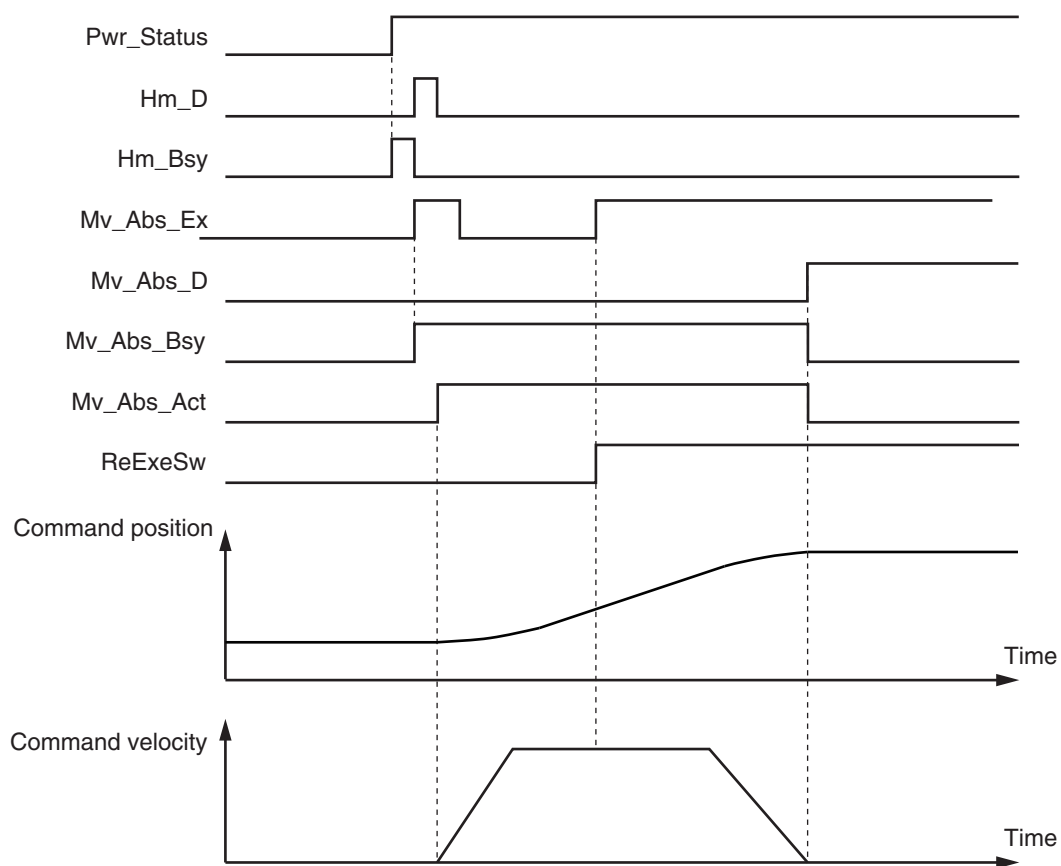 Pwr_Status
Hm_D
Hm_Bsy
Mv_Abs_Ex
Mv_Abs_D
Mv_Abs_Bsy
Mv_Abs_Act
ReExeSw
Command position
Time
Command velocity
Time